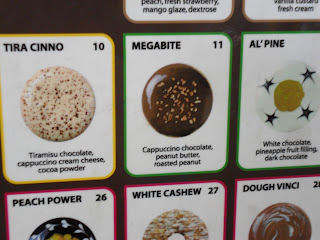 peach, fresh strawberry,
mango glaze, dextrose
vanilla custard
fresh cream
TIRA CINNO 10
Tiramisu chocolate,
cappuccino cream cheese,
cocoa powder
MEGABITE 11
Cappuccino chocolate,
peanut butter,
roasted peanut
AL' PINE
White chocolate,
pineapple fruit filling,
dark chocolate
PEACH POWER 26
WHITE CASHEW 27
DOUGH VINCI 28